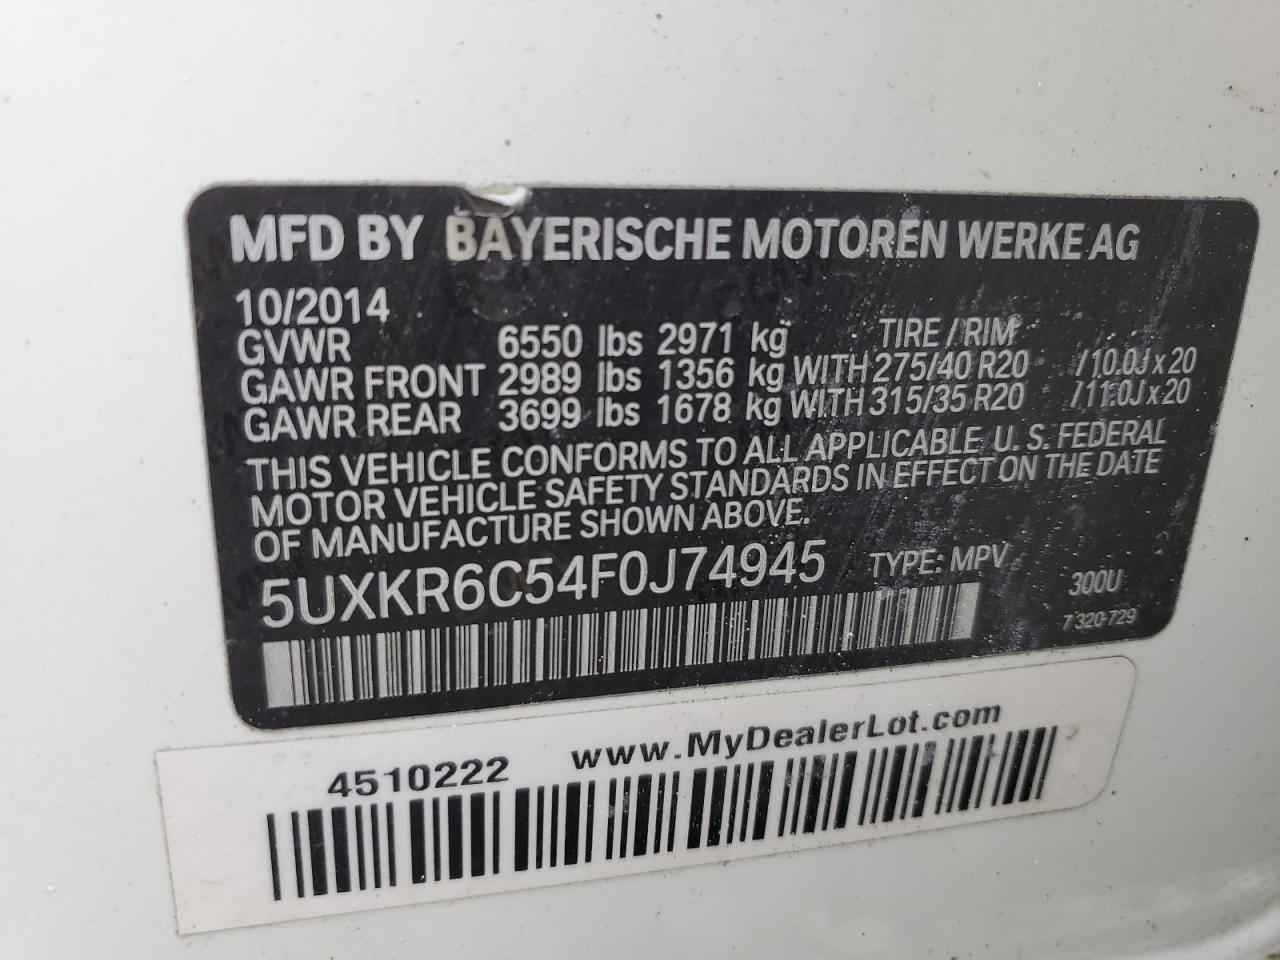 MFD BY BAYERISCHE MOTOREN WERKE AG
10/2014
GVWR 6550 lbs 2971 kg TIRE / RIM
GAWR FRONT 2989 lbs 1356 kg WITH 275/40 R20 /10.0J x 20
GAWR REAR 3699 lbs 1678 kg WITH 315/35 R20 /11.0J x 20
THIS VEHICLE CONFORMS TO ALL APPLICABLE U. S. FEDERAL
MOTOR VEHICLE SAFETY STANDARDS IN EFFECT ON THE DATE
OF MANUFACTURE SHOWN ABOVE.
5UXKR6C54F0J74945 TYPE: MPV
300U
7 320 729
4510222 www.MyDealerLot.com